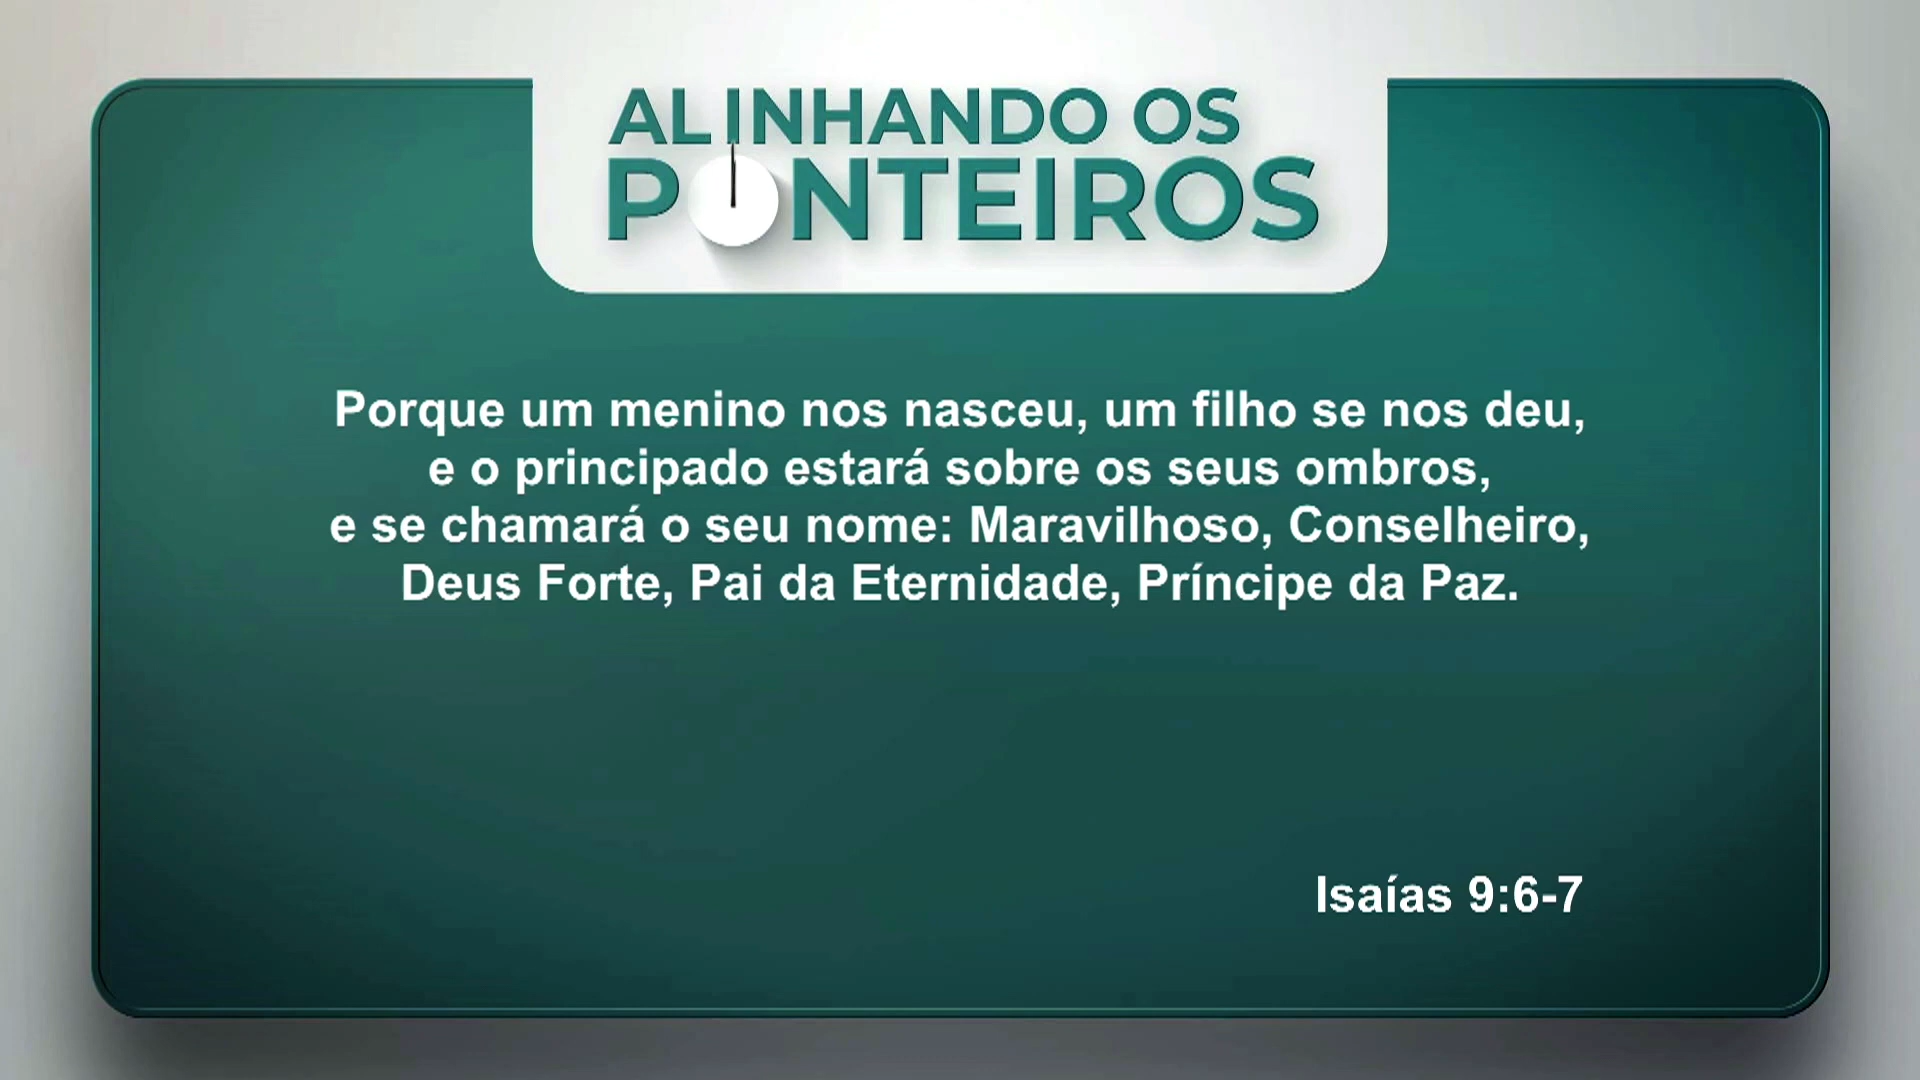 ALINHANDO OS
PONTEIROS
Porque um menino nos nasceu, um filho se nos deu,
e o principado estará sobre os seus ombros,
e se chamará o seu nome: Maravilhoso, Conselheiro,
Deus Forte, Pai da Eternidade, Príncipe da Paz.
Isaías 9:6-7